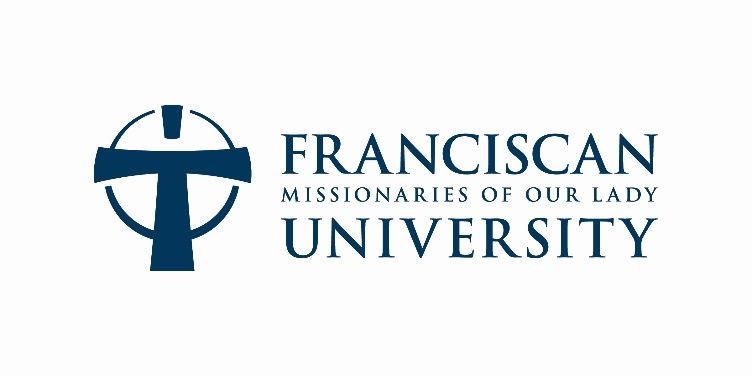 FRANCISCAN
MISSIONARIES OF OUR LADY
UNIVERSITY